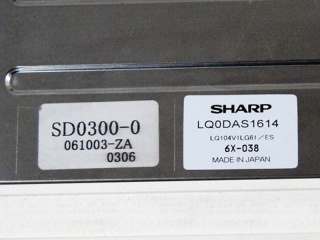 SD0300-0
061003-ZA
0306
SHARP
LQ0DAS1614
LQ104V1LG61/ES
6X-038
MADE IN JAPAN